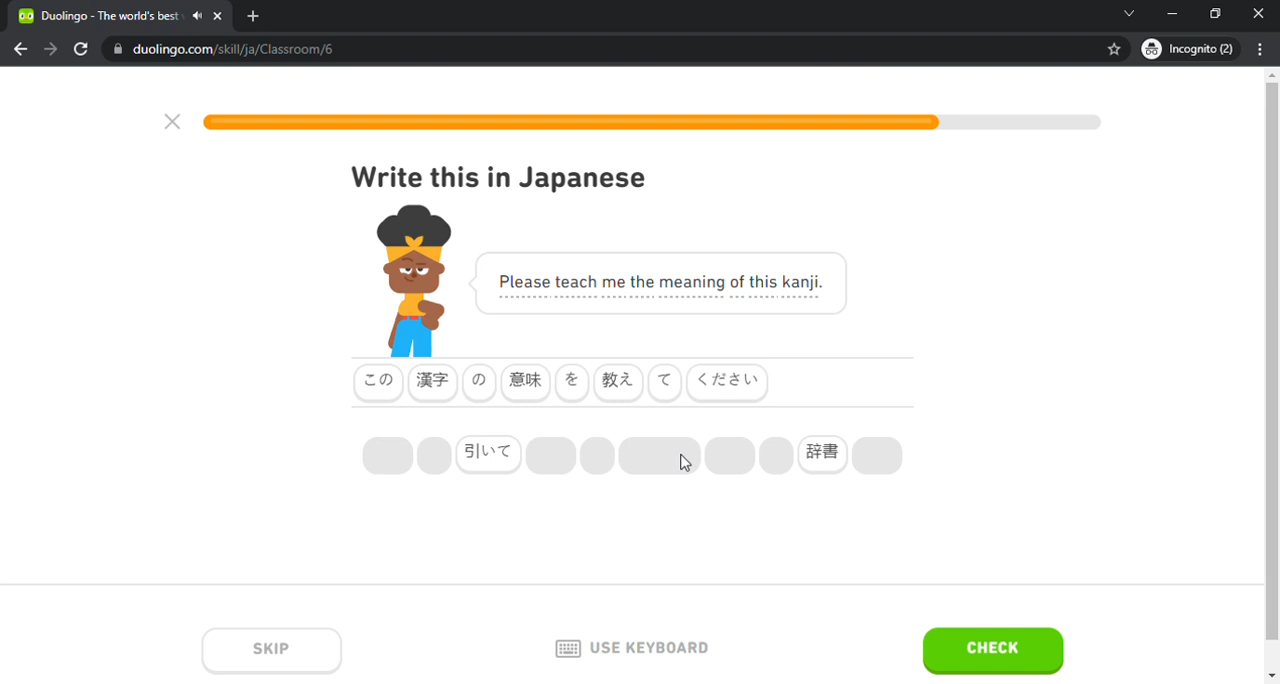 Duolingo - The world's best
duolingo.com/skill/ja/Classroom/6
Incognito (2)
Write this in Japanese
Please teach me the meaning of this kanji.
この 漢字 の 意味 を 教え て ください
引いて 辞書
SKIP
USE KEYBOARD
CHECK